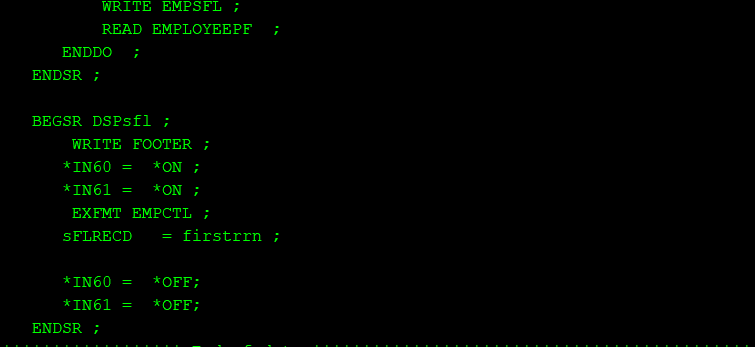 WRITE EMPSFL ;
READ EMPLOYEEPF  ;
ENDDO  ;
ENDSR ;
BEGSR DSPsfl ;
WRITE FOOTER ;
*IN60 =  *ON ;
*IN61 =  *ON ;
EXFMT EMPCTL ;
sFLRECD   = firstrrn ;
*IN60 =  *OFF;
*IN61 =  *OFF;
ENDSR ;